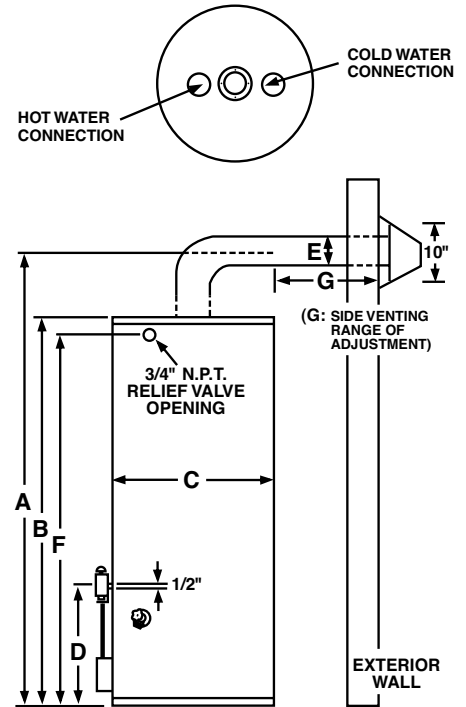 COLD WATER
CONNECTION
HOT WATER
CONNECTION
E
10"
G
(G: SIDE VENTING
RANGE OF
ADJUSTMENT)
3/4" N.P.T.
RELIEF VALVE
OPENING
A
B
F
C
1/2"
D
EXTERIOR
WALL